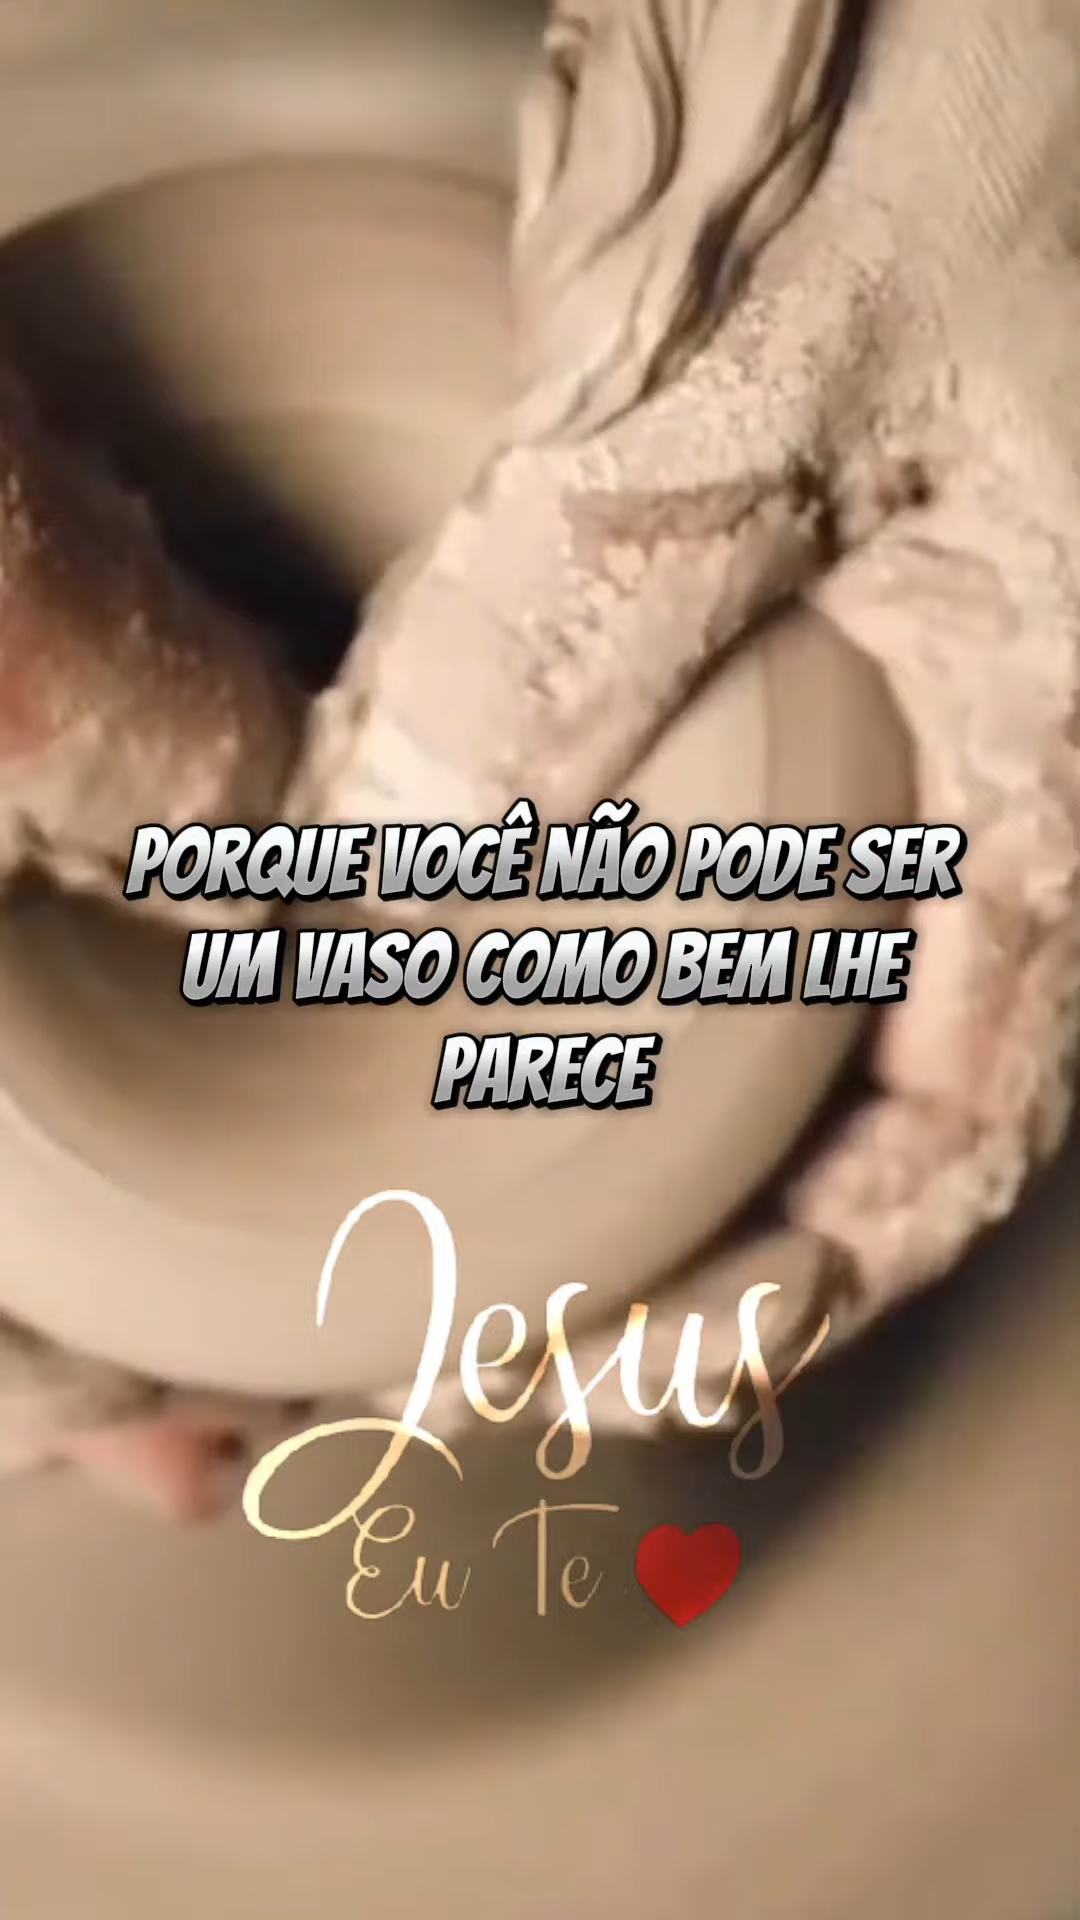 PORQUE VOCÊ NÃO PODE SER
UM VASO COMO BEM LHE
PARECE
Jesus
Eu Te